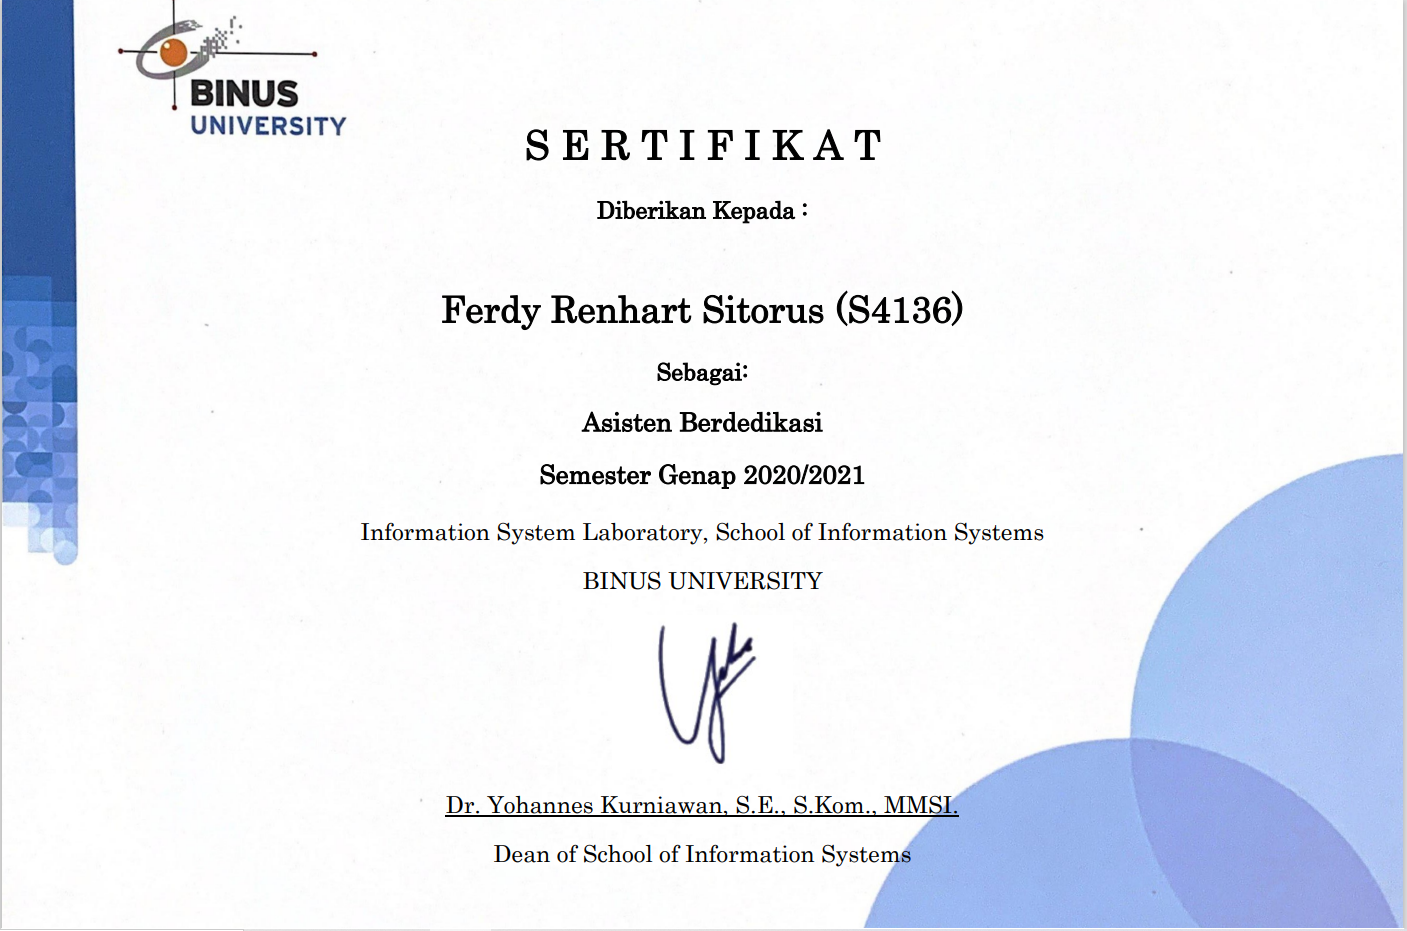 BINUS
UNIVERSITY
SERTIFIKAT
Diberikan Kepada :
Ferdy Renhart Sitorus (S4136)
Sebagai:
Asisten Berdedikasi
Semester Genap 2020/2021
Information System Laboratory, School of Information Systems
BINUS UNIVERSITY
Dr. Yohannes Kurniawan, S.E., S.Kom., MMSI.
Dean of School of Information Systems